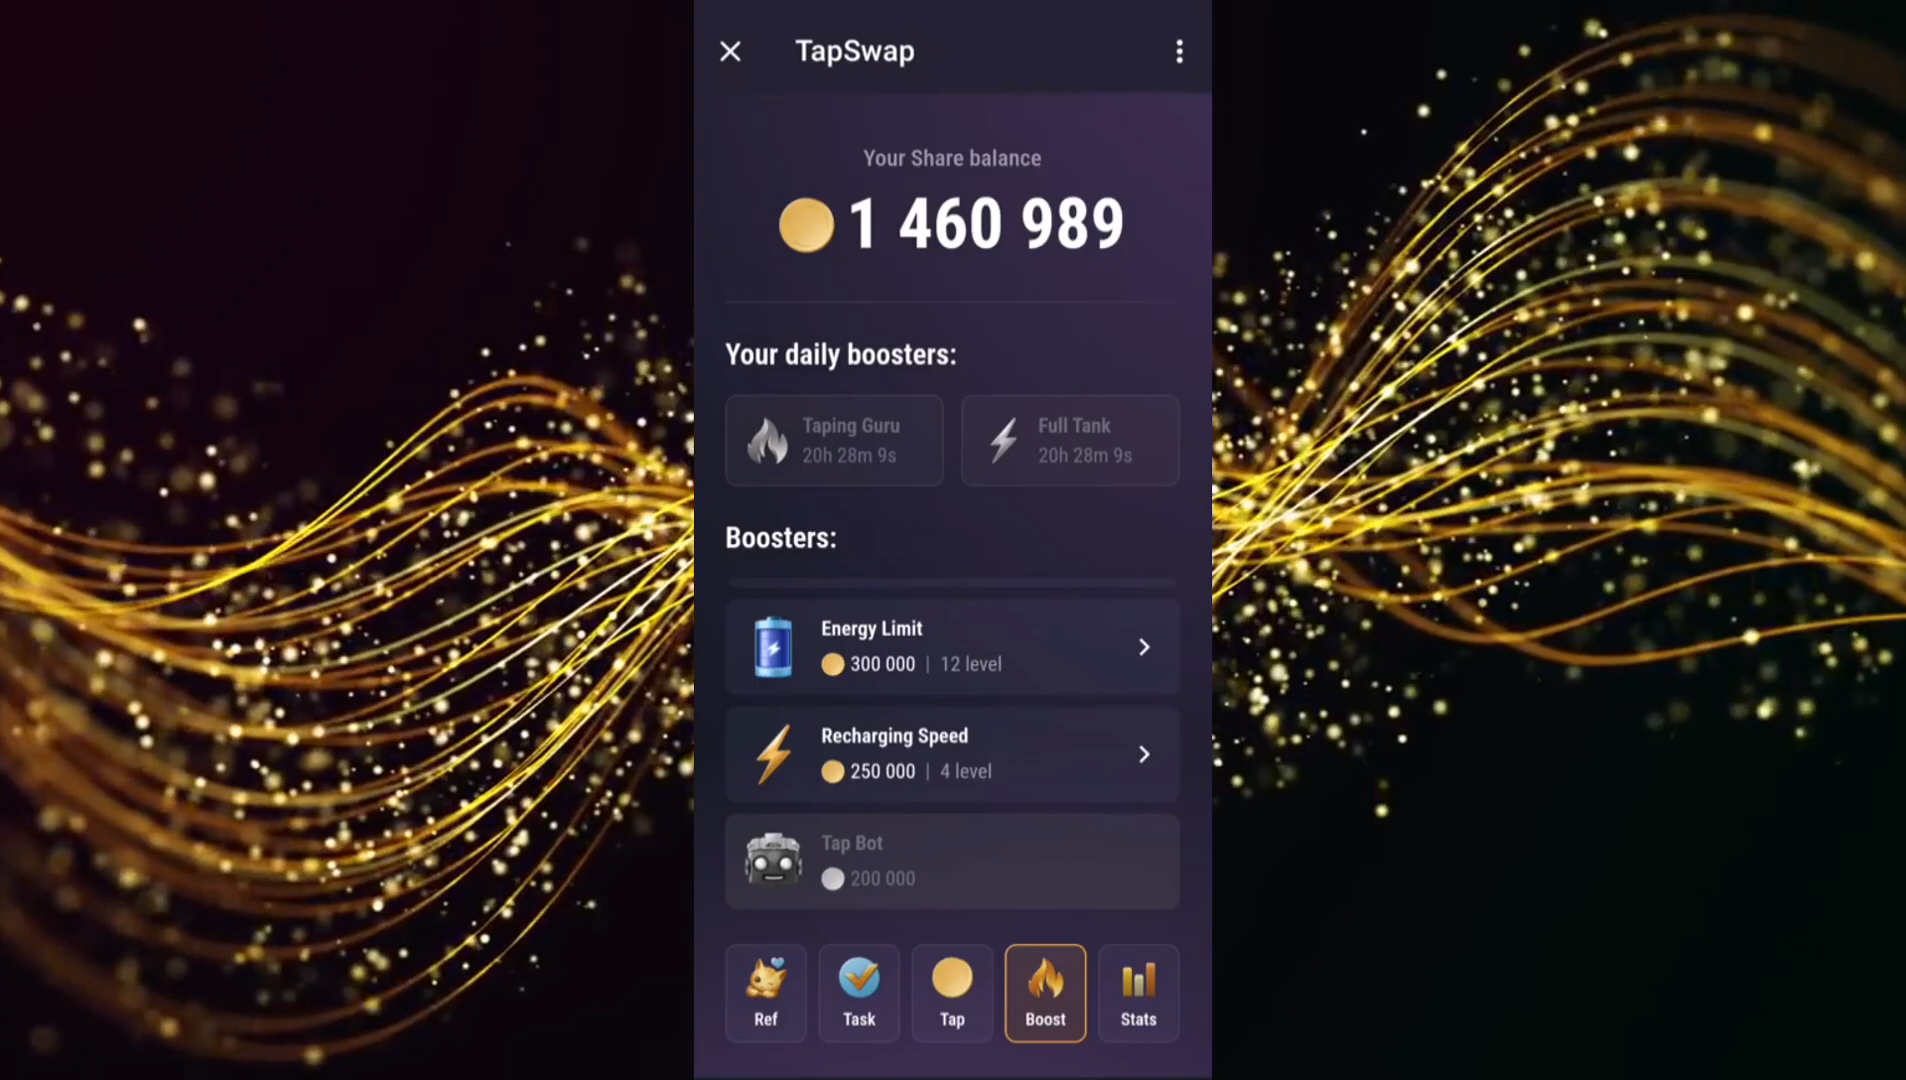 TapSwap
Your Share balance
1 460 989
Your daily boosters:
Taping Guru
20h 28m 9s
Full Tank
20h 28m 9s
Boosters:
Energy Limit
300 000 | 12 level
Recharging Speed
250 000 | 4 level
Tap Bot
200 000
Ref
Task
Tap
Boost
Stats